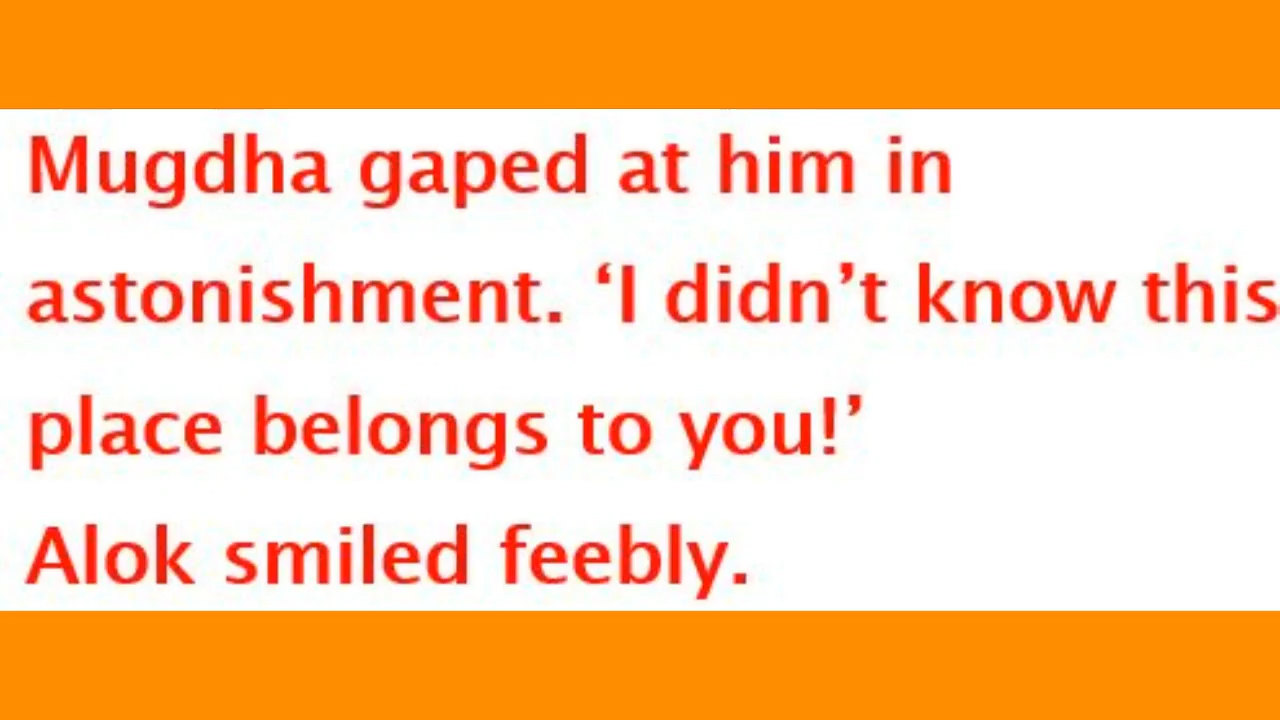 Mugdha gaped at him in
astonishment. ‘I didn’t know this
place belongs to you!’
Alok smiled feebly.